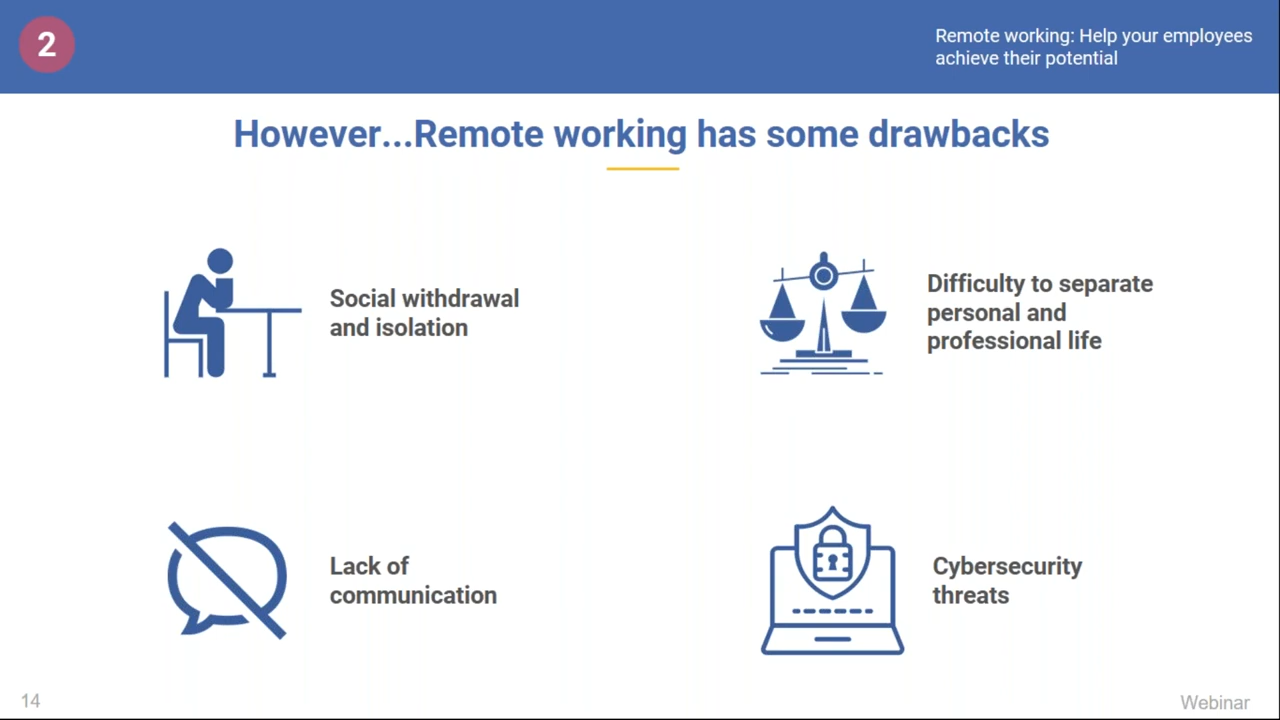 2
Remote working: Help your employees
achieve their potential
However...Remote working has some drawbacks
Social withdrawal
and isolation
Difficulty to separate
personal and
professional life
Lack of
communication
Cybersecurity
threats
14
Webinar